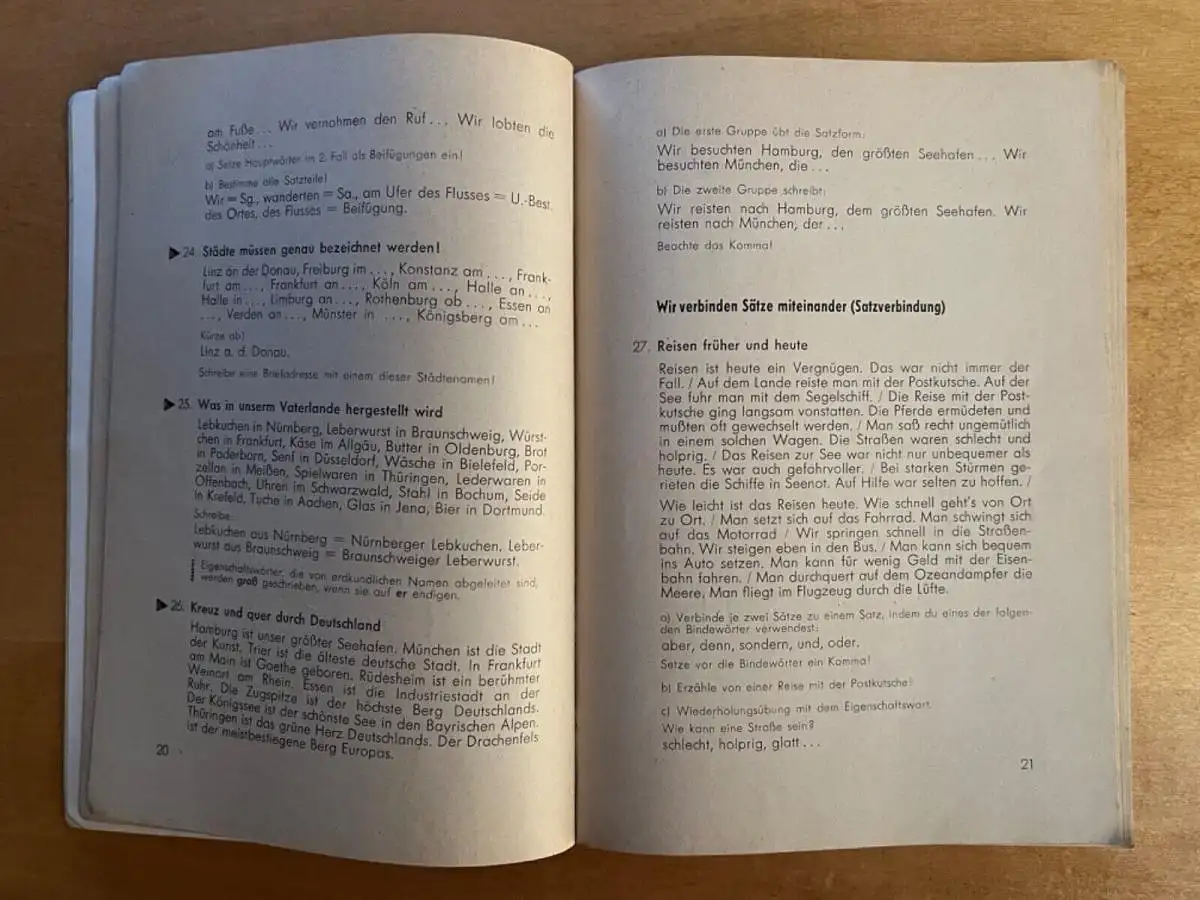 am Fuße... Wir vernahmen den Ruf... Wir lobten die
Schönheit...
a) Setze Hauptwörter im 2. Fall als Beifügungen ein!
b) Bestimme alle Satzteile!
Wir = Sg., wanderten = Sa., am Ufer des Flusses = U.-Best.
des Ortes, des Flusses = Beifügung.
24. Städte müssen genau bezeichnet werden!
Linz an der Donau, Freiburg im ..., Konstanz am ..., Frank-
furt am ..., Frankfurt an ..., Köln am ..., Halle an ...,
Halle in ..., Limburg an ..., Rothenburg ob ..., Essen an
..., Verden an ..., Münster in ..., Königsberg am ...
Kürze ab!
Linz a. d. Donau.
Schreibe eine Briefadresse mit einem dieser Städtenamen!
25. Was in unserm Vaterlande hergestellt wird
Lebkuchen in Nürnberg, Leberwurst in Braunschweig, Würst-
chen in Frankfurt, Käse im Allgäu, Butter in Oldenburg, Brot
in Paderborn, Senf in Düsseldorf, Wäsche in Bielefeld, Por-
zellan in Meißen, Spielwaren in Thüringen, Lederwaren in
Offenbach, Uhren im Schwarzwald, Stahl in Bochum, Seide
in Krefeld, Tuche in Aachen, Glas in Jena, Bier in Dortmund.
Schreibe:
Lebkuchen aus Nürnberg = Nürnberger Lebkuchen. Leber-
wurst aus Braunschweig = Braunschweiger Leberwurst.
Eigenschaftswörter, die von erdkundlichen Namen abgeleitet sind,
werden groß geschrieben, wenn sie auf er endigen.
26. Kreuz und quer durch Deutschland
Hamburg ist unser größter Seehafen. München ist die Stadt
der Kunst. Trier ist die älteste deutsche Stadt. In Frankfurt
am Main ist Goethe geboren. Rüdesheim ist ein berühmter
Weinort am Rhein. Essen ist die Industriestadt an der
Ruhr. Die Zugspitze ist der höchste Berg Deutschlands.
Der Königssee ist der schönste See in den Bayrischen Alpen.
Thüringen ist das grüne Herz Deutschlands. Der Drachenfels
ist der meistbestiegene Berg Europas.
20
a) Die erste Gruppe übt die Satzform:
Wir besuchten Hamburg, den größten Seehafen... Wir
besuchten München, die...
b) Die zweite Gruppe schreibt:
Wir reisten nach Hamburg, dem größten Seehafen. Wir
reisten nach München, der...
Beachte das Komma!
Wir verbinden Sätze miteinander (Satzverbindung)
27. Reisen früher und heute
Reisen ist heute ein Vergnügen. Das war nicht immer der
Fall. / Auf dem Lande reiste man mit der Postkutsche. Auf der
See fuhr man mit dem Segelschiff. / Die Reise mit der Post-
kutsche ging langsam vonstatten. Die Pferde ermüdeten und
mußten oft gewechselt werden. / Man saß recht ungemütlich
in einem solchen Wagen. Die Straßen waren schlecht und
holprig. / Das Reisen zur See war nicht nur unbequemer als
heute. Es war auch gefahrvoller. / Bei starken Stürmen ge-
rieten die Schiffe in Seenot. Auf Hilfe war selten zu hoffen. /
Wie leicht ist das Reisen heute. Wie schnell geht's von Ort
zu Ort. / Man setzt sich auf das Fahrrad. Man schwingt sich
auf das Motorrad / Wir springen schnell in die Straßen-
bahn. Wir steigen eben in den Bus. / Man kann sich bequem
ins Auto setzen. Man kann für wenig Geld mit der Eisen-
bahn fahren. / Man durchquert auf dem Ozeandampfer die
Meere. Man fliegt im Flugzeug durch die Lüfte.
a) Verbinde je zwei Sätze zu einem Satz, indem du eines der folgen-
den Bindewörter verwendest:
aber, denn, sondern, und, oder.
Setze vor die Bindewörter ein Komma!
b) Erzähle von einer Reise mit der Postkutsche!
c) Wiederholungsübung mit dem Eigenschaftswort.
Wie kann eine Straße sein?
schlecht, holprig, glatt...
21